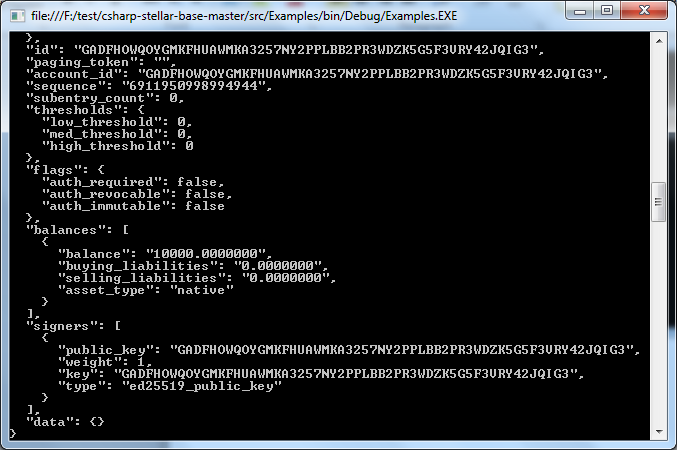 file:///F:/test/csharp-stellar-base-master/src/Examples/bin/Debug/Examples.EXE
},
"id": "GADFHOWQOYGMKFHUAWMKA3257NY2PPLBB2PR3WDZK5G5F3VRY42JQIG3",
"paging_token": "",
"account_id": "GADFHOWQOYGMKFHUAWMKA3257NY2PPLBB2PR3WDZK5G5F3VRY42JQIG3",
"sequence": "6911950998994944",
"subentry_count": 0,
"thresholds": {
"low_threshold": 0,
"med_threshold": 0,
"high_threshold": 0
},
"flags": {
"auth_required": false,
"auth_revocable": false,
"auth_immutable": false
},
"balances": [
{
"balance": "10000.0000000",
"buying_liabilities": "0.0000000",
"selling_liabilities": "0.0000000",
"asset_type": "native"
}
],
"signers": [
{
"public_key": "GADFHOWQOYGMKFHUAWMKA3257NY2PPLBB2PR3WDZK5G5F3VRY42JQIG3",
"weight": 1,
"key": "GADFHOWQOYGMKFHUAWMKA3257NY2PPLBB2PR3WDZK5G5F3VRY42JQIG3",
"type": "ed25519_public_key"
}
],
"data": {}
}